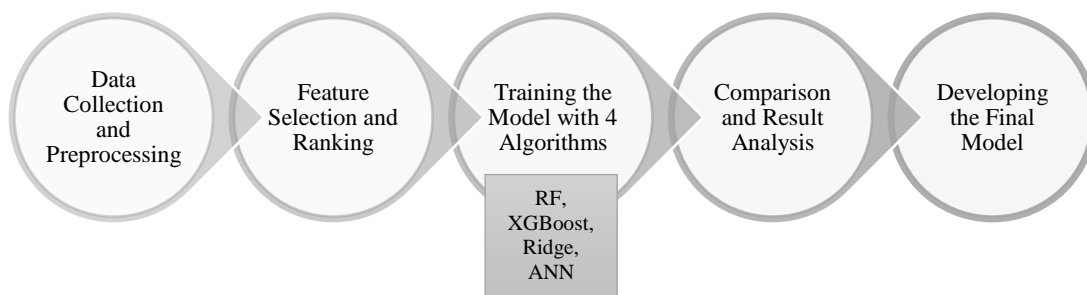 Data
Collection
and
Preprocessing
Feature
Selection and
Ranking
Training the
Model with 4
Algorithms
RF,
XGBoost,
Ridge,
ANN
Comparison
and Result
Analysis
Developing
the Final
Model